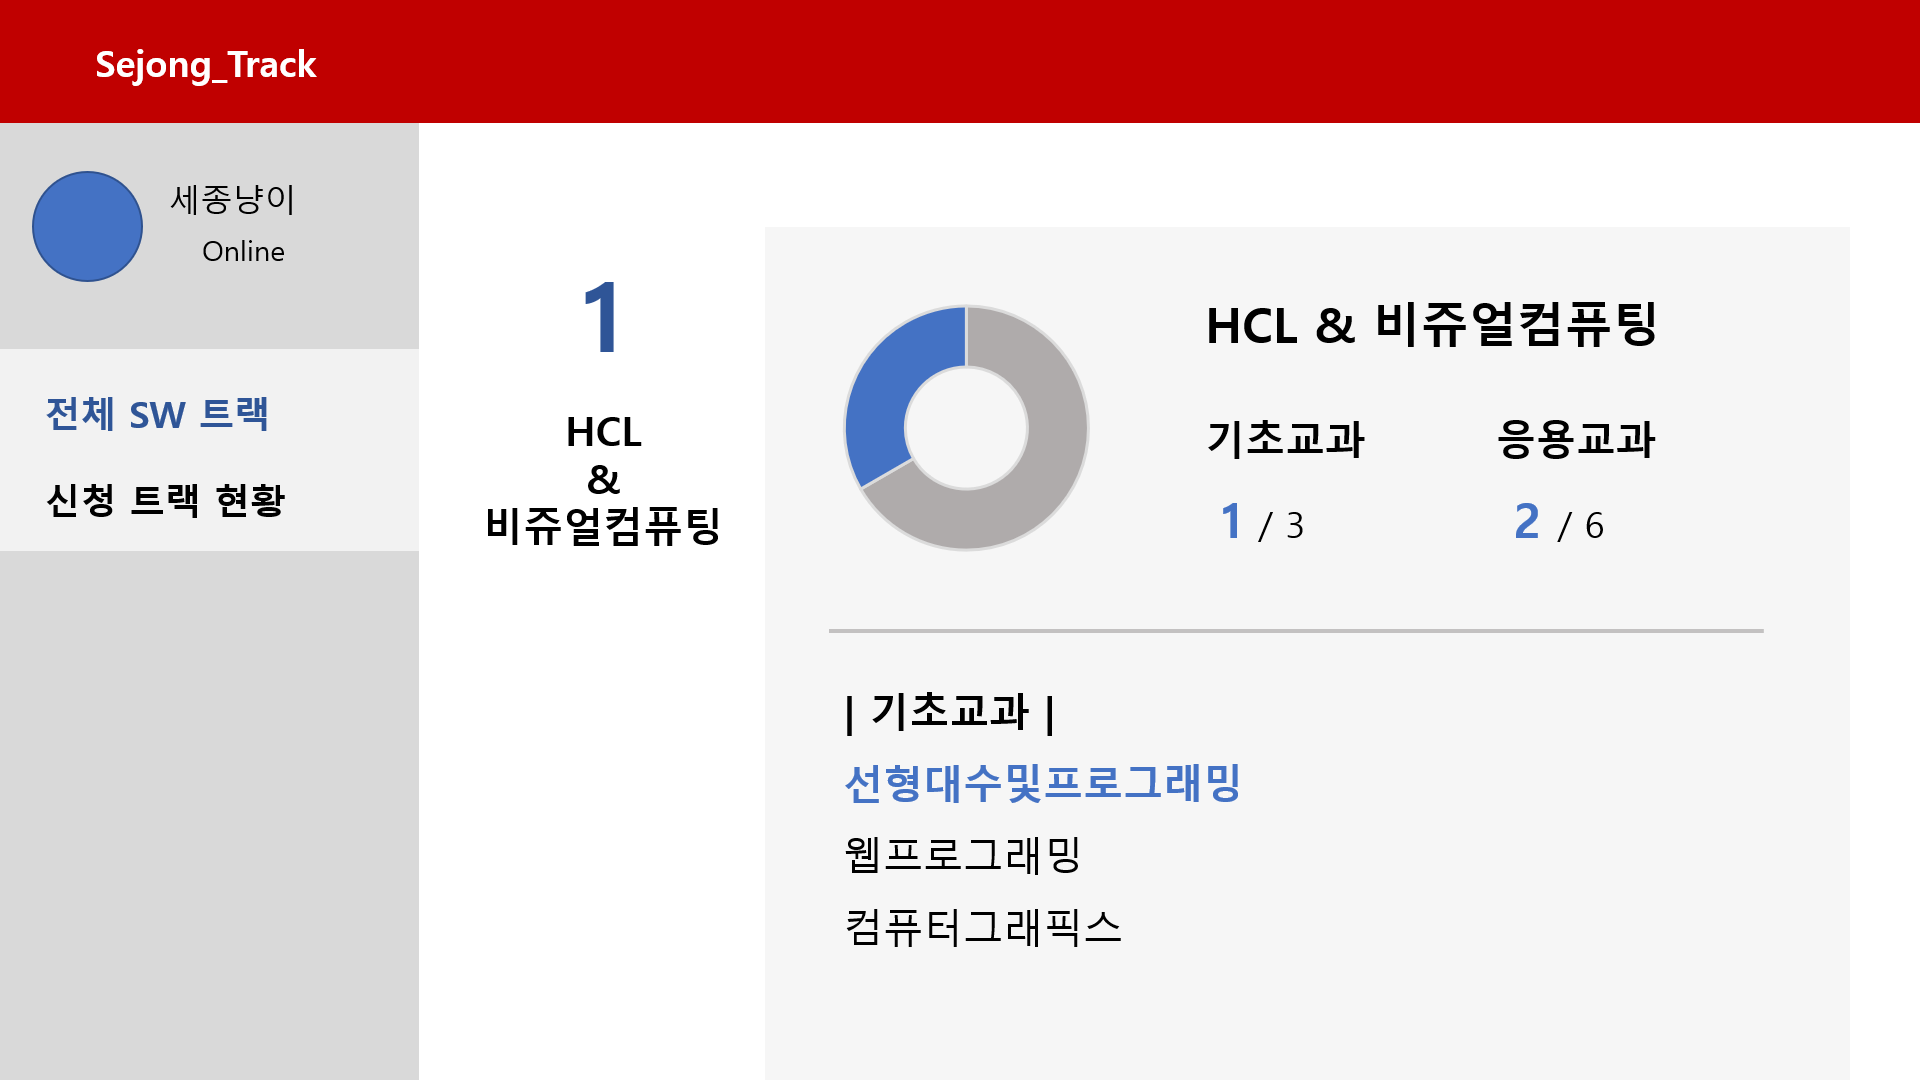 Sejong_Track
세종냥이
Online
전체 SW 트랙
신청 트랙 현황
1
HCL
&
비쥬얼컴퓨팅
HCL & 비쥬얼컴퓨팅
기초교과 응용교과
1 / 3 2 / 6
| 기초교과 |
선형대수및프로그래밍
웹프로그래밍
컴퓨터그래픽스